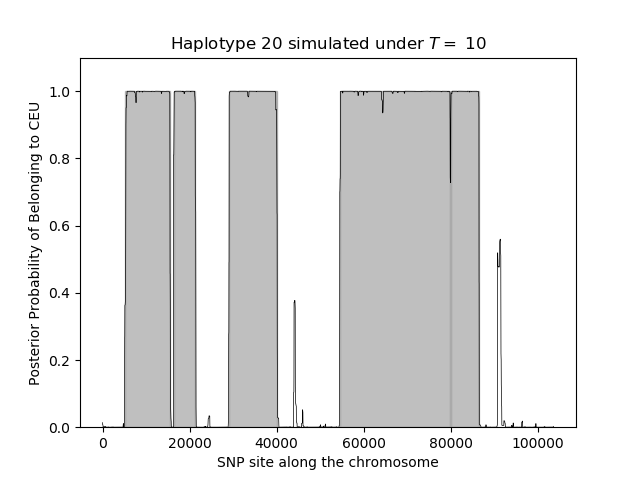 Haplotype 20 simulated under T = 10
Posterior Probability of Belonging to CEU
1.0
0.8
0.6
0.4
0.2
0.0
0 20000 40000 60000 80000 100000
SNP site along the chromosome